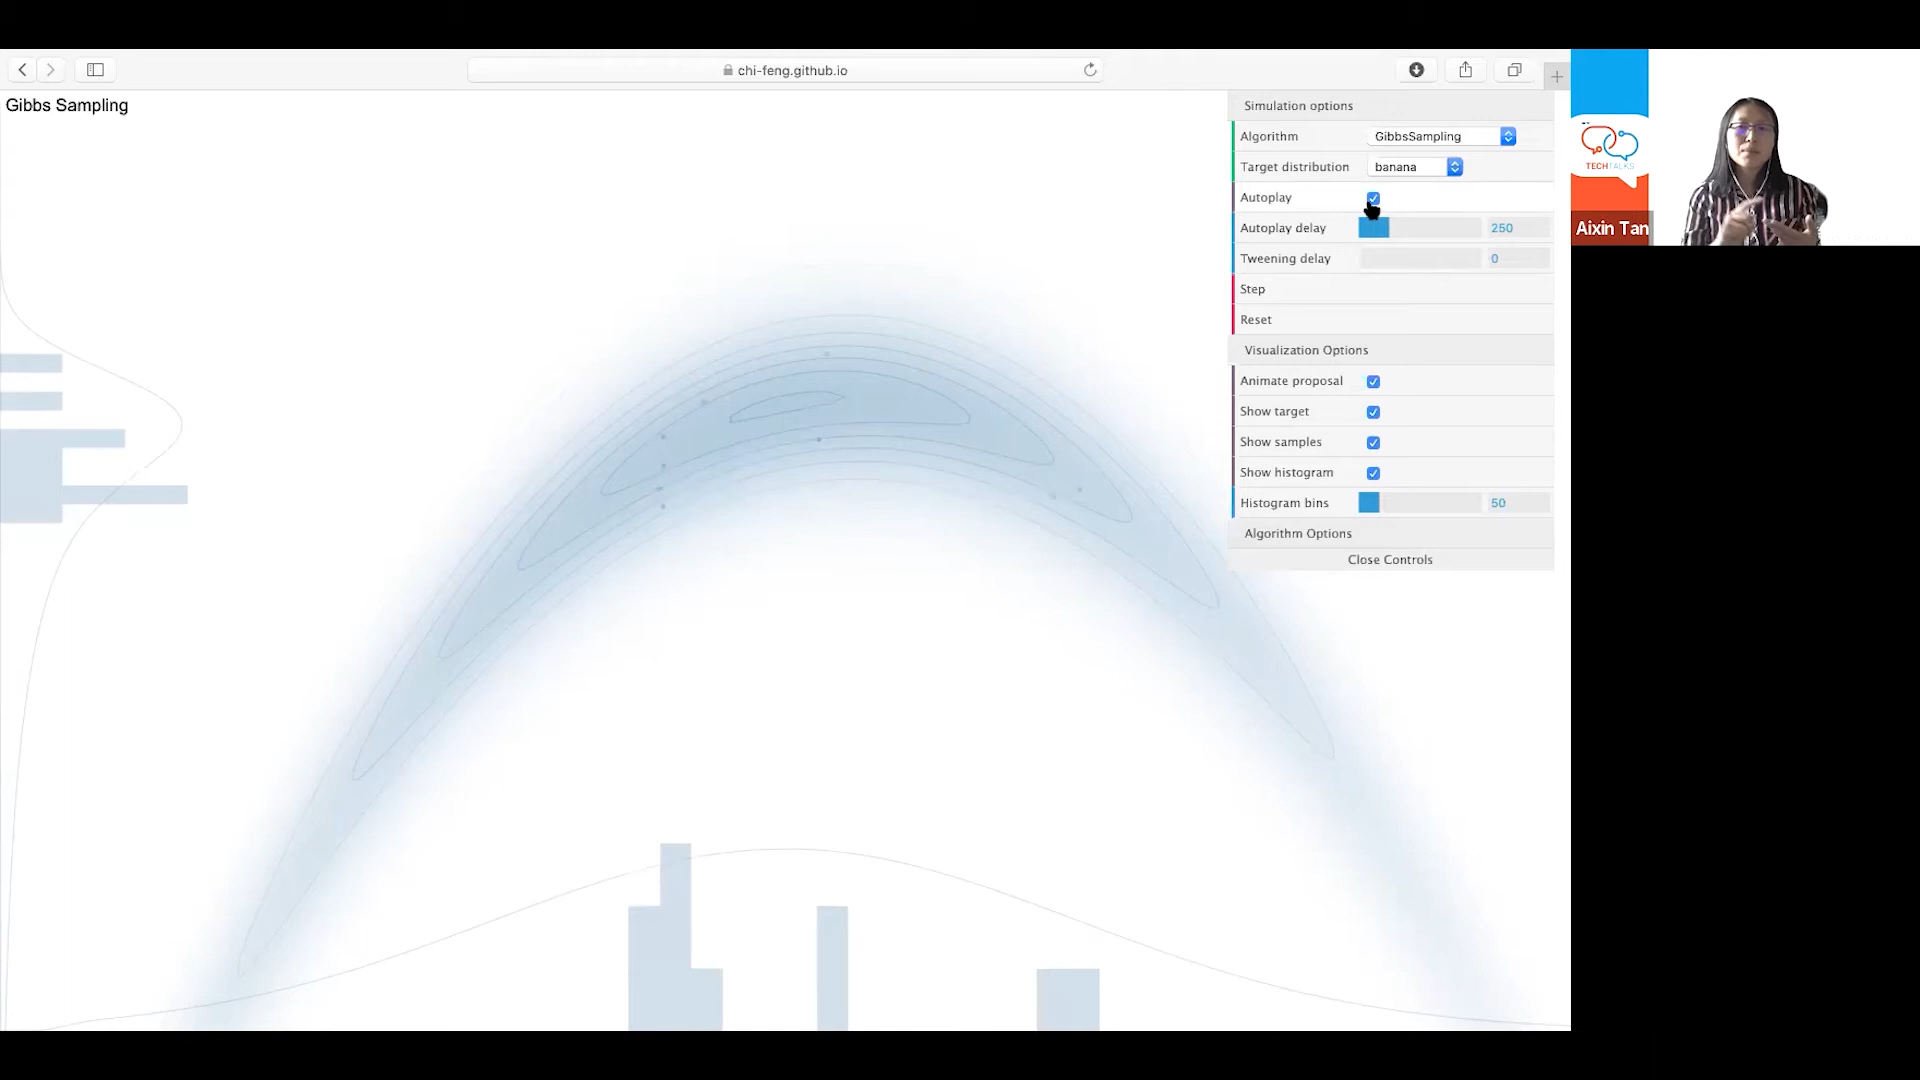 chi-feng.github.io
Gibbs Sampling
Simulation options
Algorithm GibbsSampling
Target distribution banana
Autoplay
Autoplay delay 250
Tweening delay 0
Step
Reset
Visualization Options
Animate proposal
Show target
Show samples
Show histogram
Histogram bins 50
Algorithm Options
Close Controls
TECHTALKS
Aixin Tan